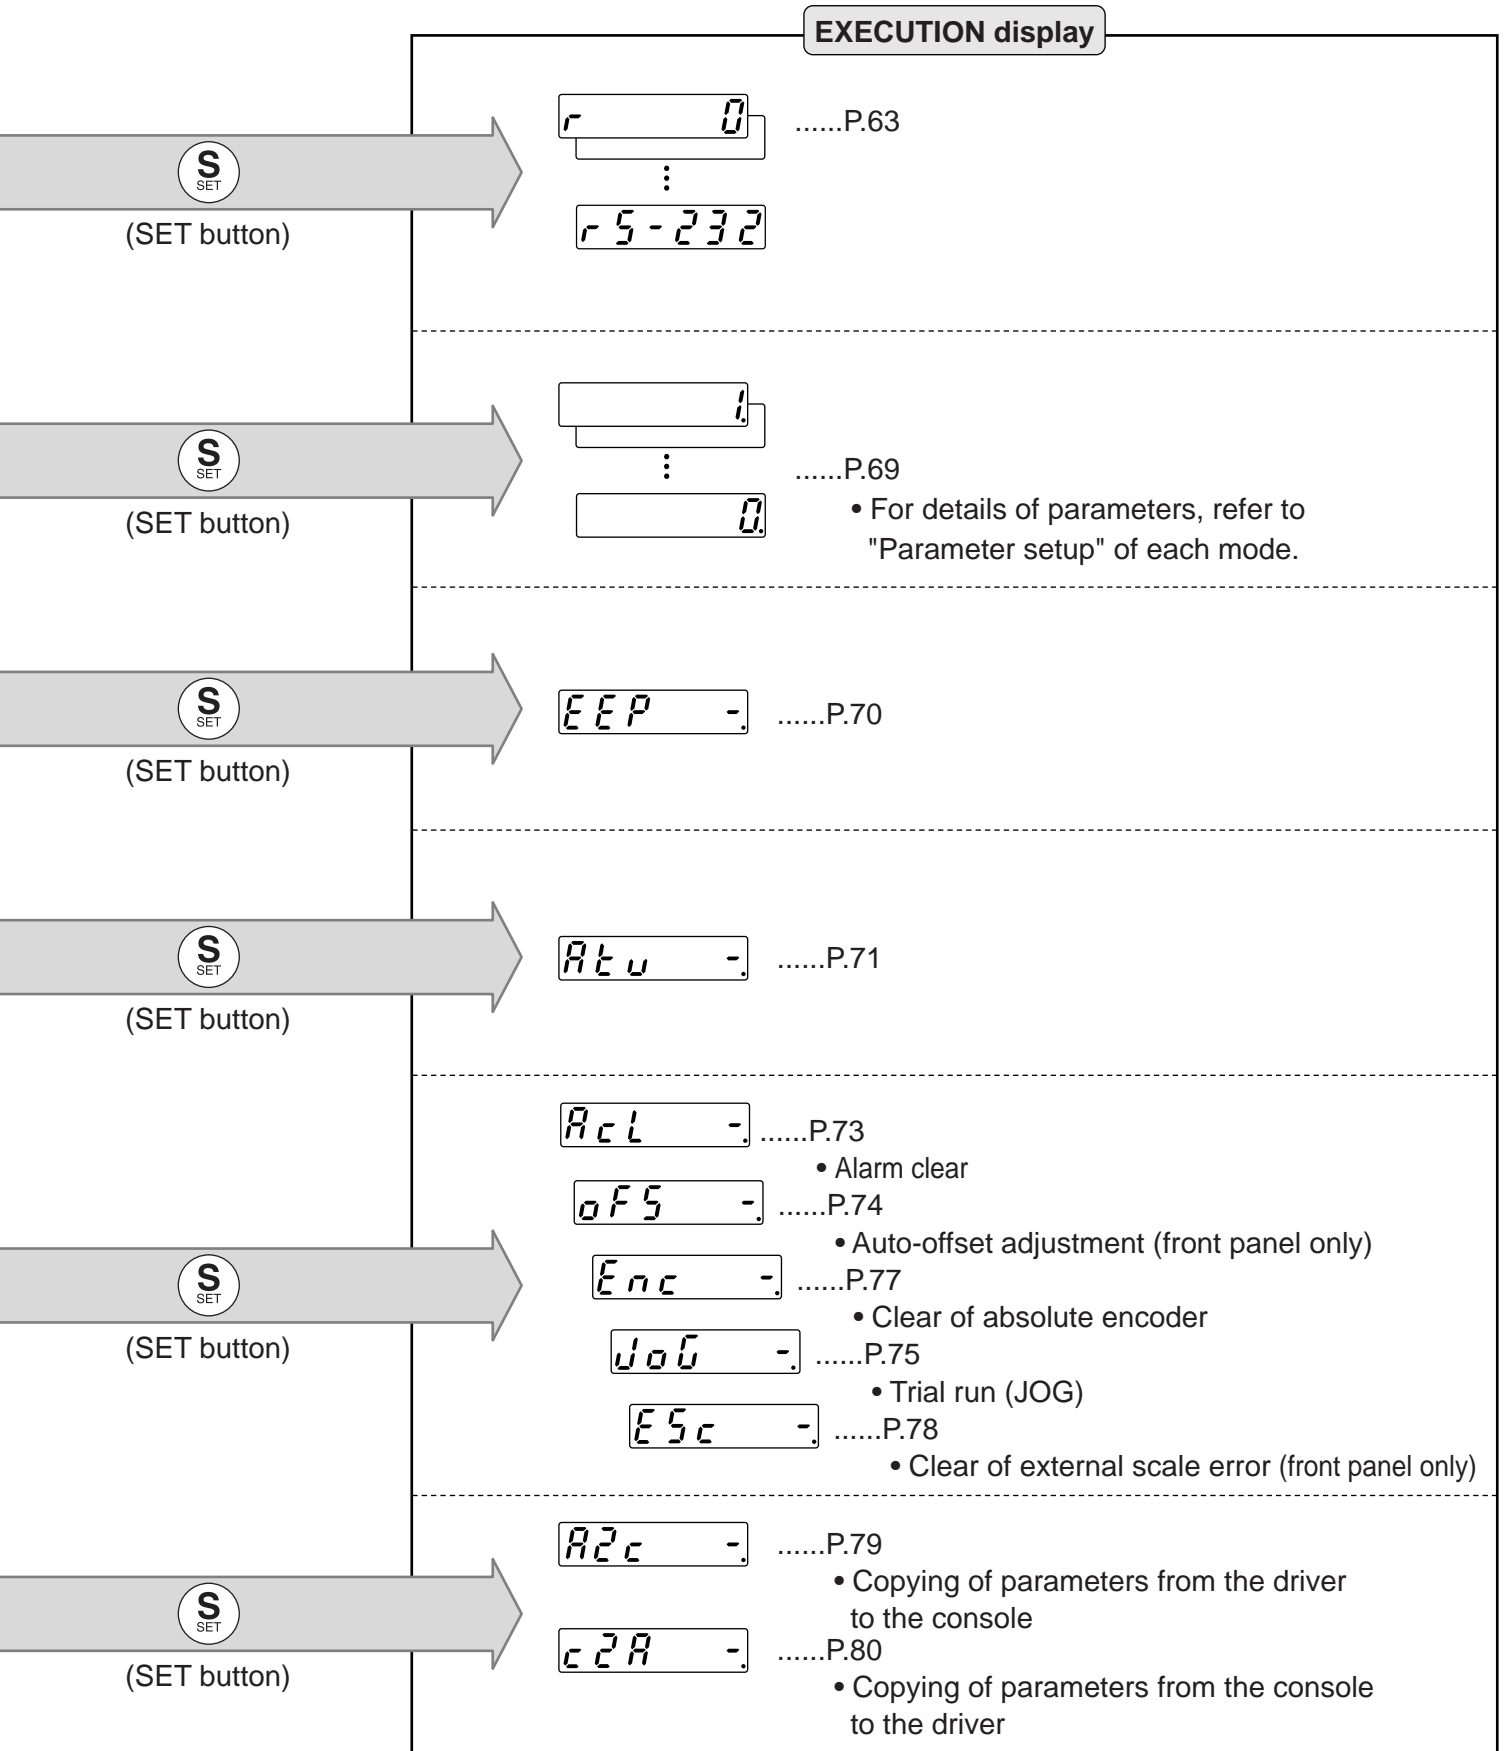 EXECUTION display
r 0 ......P.63
S
SET
(SET button)
r5-232
1.
......P.69
S
SET
(SET button)
0.
• For details of parameters, refer to
"Parameter setup" of each mode.
S
SET
EEP -. ......P.70
(SET button)
S
SET
Atu -. ......P.71
(SET button)
AcL -. ......P.73
• Alarm clear
oFS -. ......P.74
• Auto-offset adjustment (front panel only)
S
SET
Enc -. ......P.77
• Clear of absolute encoder
(SET button)
JoG -. ......P.75
• Trial run (JOG)
ESc -. ......P.78
• Clear of external scale error (front panel only)
A2c -. ......P.79
• Copying of parameters from the driver
to the console
S
SET
c2A -. ......P.80
(SET button)
• Copying of parameters from the console
to the driver